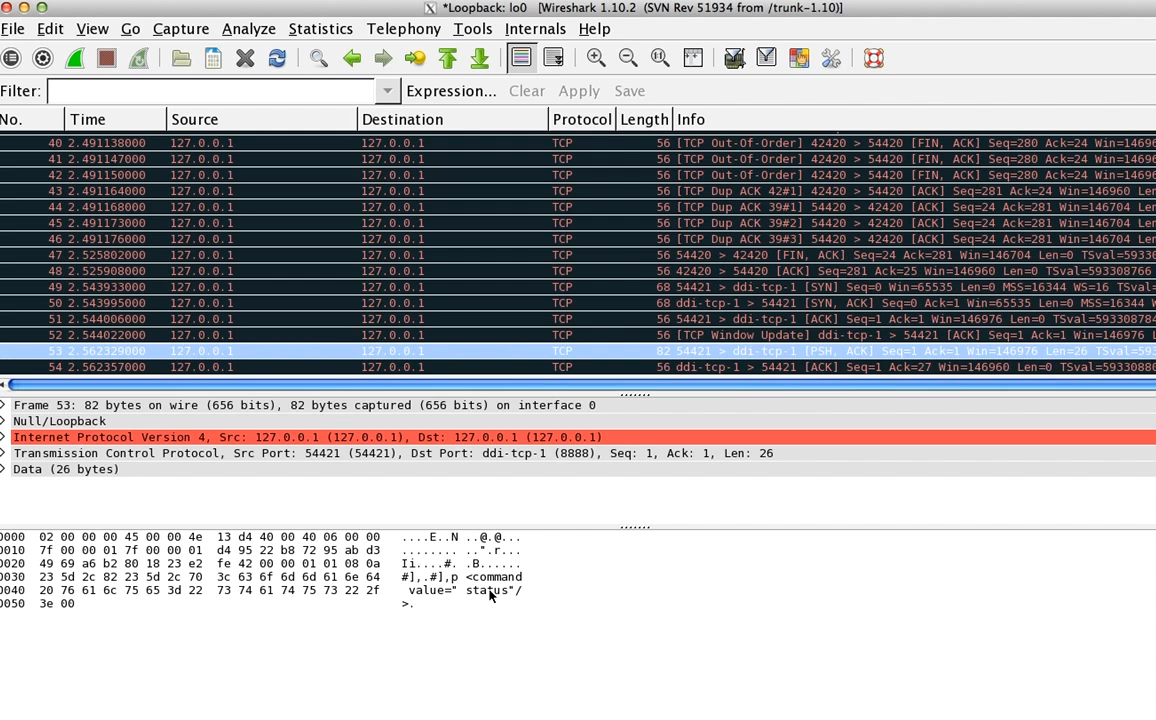 *Loopback: lo0 [Wireshark 1.10.2 (SVN Rev 51934 from /trunk-1.10)]
File Edit View Go Capture Analyze Statistics Telephony Tools Internals Help
Filter: Expression... Clear Apply Save
No. Time Source Destination Protocol Length Info
40 2.491138000 127.0.0.1 127.0.0.1 TCP 56 [TCP Out-Of-Order] 42420 > 54420 [FIN, ACK] Seq=280 Ack=24 Win=14696
41 2.491147000 127.0.0.1 127.0.0.1 TCP 56 [TCP Out-Of-Order] 42420 > 54420 [FIN, ACK] Seq=280 Ack=24 Win=14696
42 2.491150000 127.0.0.1 127.0.0.1 TCP 56 [TCP Out-Of-Order] 42420 > 54420 [FIN, ACK] Seq=280 Ack=24 Win=14696
43 2.491164000 127.0.0.1 127.0.0.1 TCP 56 [TCP Dup ACK 42#1] 42420 > 54420 [ACK] Seq=281 Ack=24 Win=146960 Len
44 2.491168000 127.0.0.1 127.0.0.1 TCP 56 [TCP Dup ACK 39#1] 54420 > 42420 [ACK] Seq=24 Ack=281 Win=146704 Len
45 2.491173000 127.0.0.1 127.0.0.1 TCP 56 [TCP Dup ACK 39#2] 54420 > 42420 [ACK] Seq=24 Ack=281 Win=146704 Len
46 2.491176000 127.0.0.1 127.0.0.1 TCP 56 [TCP Dup ACK 39#3] 54420 > 42420 [ACK] Seq=24 Ack=281 Win=146704 Len
47 2.525802000 127.0.0.1 127.0.0.1 TCP 56 54420 > 42420 [FIN, ACK] Seq=24 Ack=281 Win=146704 Len=0 TSval=59330
48 2.525908000 127.0.0.1 127.0.0.1 TCP 56 42420 > 54420 [ACK] Seq=281 Ack=25 Win=146960 Len=0 TSval=593308766
49 2.543933000 127.0.0.1 127.0.0.1 TCP 68 54421 > ddi-tcp-1 [SYN] Seq=0 Win=65535 Len=0 MSS=16344 WS=16 TSval=
50 2.543995000 127.0.0.1 127.0.0.1 TCP 68 ddi-tcp-1 > 54421 [SYN, ACK] Seq=0 Ack=1 Win=65535 Len=0 MSS=16344 W
51 2.544006000 127.0.0.1 127.0.0.1 TCP 56 54421 > ddi-tcp-1 [ACK] Seq=1 Ack=1 Win=146976 Len=0 TSval=593308784
52 2.544022000 127.0.0.1 127.0.0.1 TCP 56 [TCP Window Update] ddi-tcp-1 > 54421 [ACK] Seq=1 Ack=1 Win=146976 L
53 2.562329000 127.0.0.1 127.0.0.1 TCP 82 54421 > ddi-tcp-1 [PSH, ACK] Seq=1 Ack=1 Win=146976 Len=26 TSval=593
54 2.562357000 127.0.0.1 127.0.0.1 TCP 56 ddi-tcp-1 > 54421 [ACK] Seq=1 Ack=27 Win=146960 Len=0 TSval=59330880
Frame 53: 82 bytes on wire (656 bits), 82 bytes captured (656 bits) on interface 0
Null/Loopback
Internet Protocol Version 4, Src: 127.0.0.1 (127.0.0.1), Dst: 127.0.0.1 (127.0.0.1)
Transmission Control Protocol, Src Port: 54421 (54421), Dst Port: ddi-tcp-1 (8888), Seq: 1, Ack: 1, Len: 26
Data (26 bytes)
0000 02 00 00 00 45 00 00 4e 13 d4 40 00 40 06 00 00 ....E..N ..@.@...
0010 7f 00 00 01 7f 00 00 01 d4 95 22 b8 72 95 ab d3 ........ ..".r...
0020 49 69 a6 b2 80 18 23 e2 fe 42 00 00 01 01 08 0a Ii....#. .B......
0030 23 5d 2c 82 23 5d 2c 70 3c 63 6f 6d 6d 61 6e 64 #],.#],p <command
0040 20 76 61 6c 75 65 3d 22 73 74 61 74 75 73 22 2f value=" status"/
0050 3e 00 >.